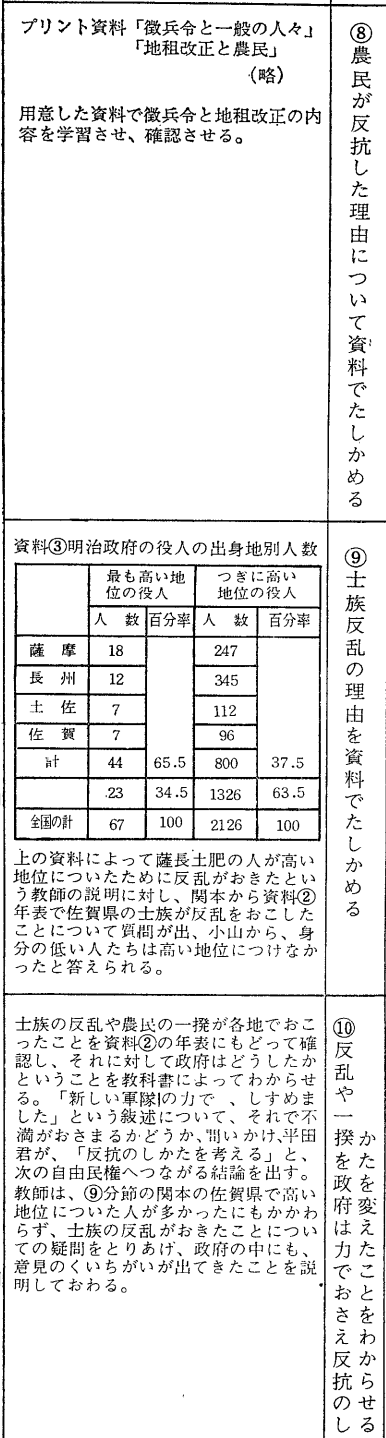 プリント資料「徴兵令と一般の人々」
「地租改正と農民」
(略)
用意した資料で徴兵令と地租改正の内
容を学習させ、確認させる。
⑧農民が反抗した理由について資料でたしかめる
資料③明治政府の役人の出身地別人数
最も高い地位の役人 つぎに高い地位の役人
人数 百分率 人数 百分率
薩摩 18 247
長州 12 345
土佐 7 112
佐賀 7 96
計 44 65.5 800 37.5
23 34.5 1326 63.5
全国の計 67 100 2126 100
上の資料によって薩長土肥の人が高い
地位についたために反乱がおきたとい
う教師の説明に対し、関本から資料②
年表で佐賀県の士族が反乱をおこした
ことについて質問が出、小山から、身
分の低い人たちは高い地位につけなか
ったと答えられる。
⑨士族反乱の理由を資料でたしかめる
士族の反乱や農民の一揆が各地でおこ
ったことを資料②の年表にもどって確
認し、それに対して政府はどうしたか
ということを教科書によってわからせ
る。「新しい軍隊の力で 、しずめま
した」という叙述について、それで不
満がおさまるかどうか、問いかけ、平田
君が、「反抗のしかたを考える」と、
次の自由民権へつながる結論を出す。
教師は、⑨分節の関本の佐賀県で高い
地位についた人が多かったにもかかわ
らず、士族の反乱がおきたことについ
ての疑問をとりあげ、政府の中にも、
意見のくいちがいが出てきたことを説
明しておわる。
⑩反乱や一揆を政府は力でおさえ反抗のし
かたを変えたことをわからせる